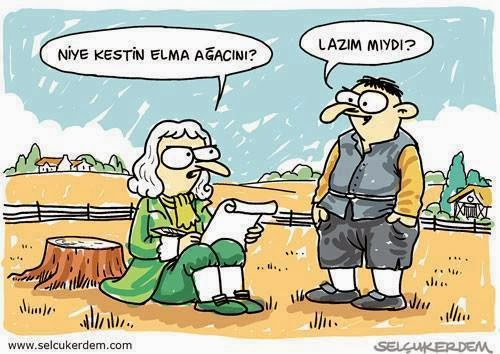 NİYE KESTİN ELMA AĞACINI?
LAZIM MIYDI?
www.selcukerdem.com
SELÇUKERDEM